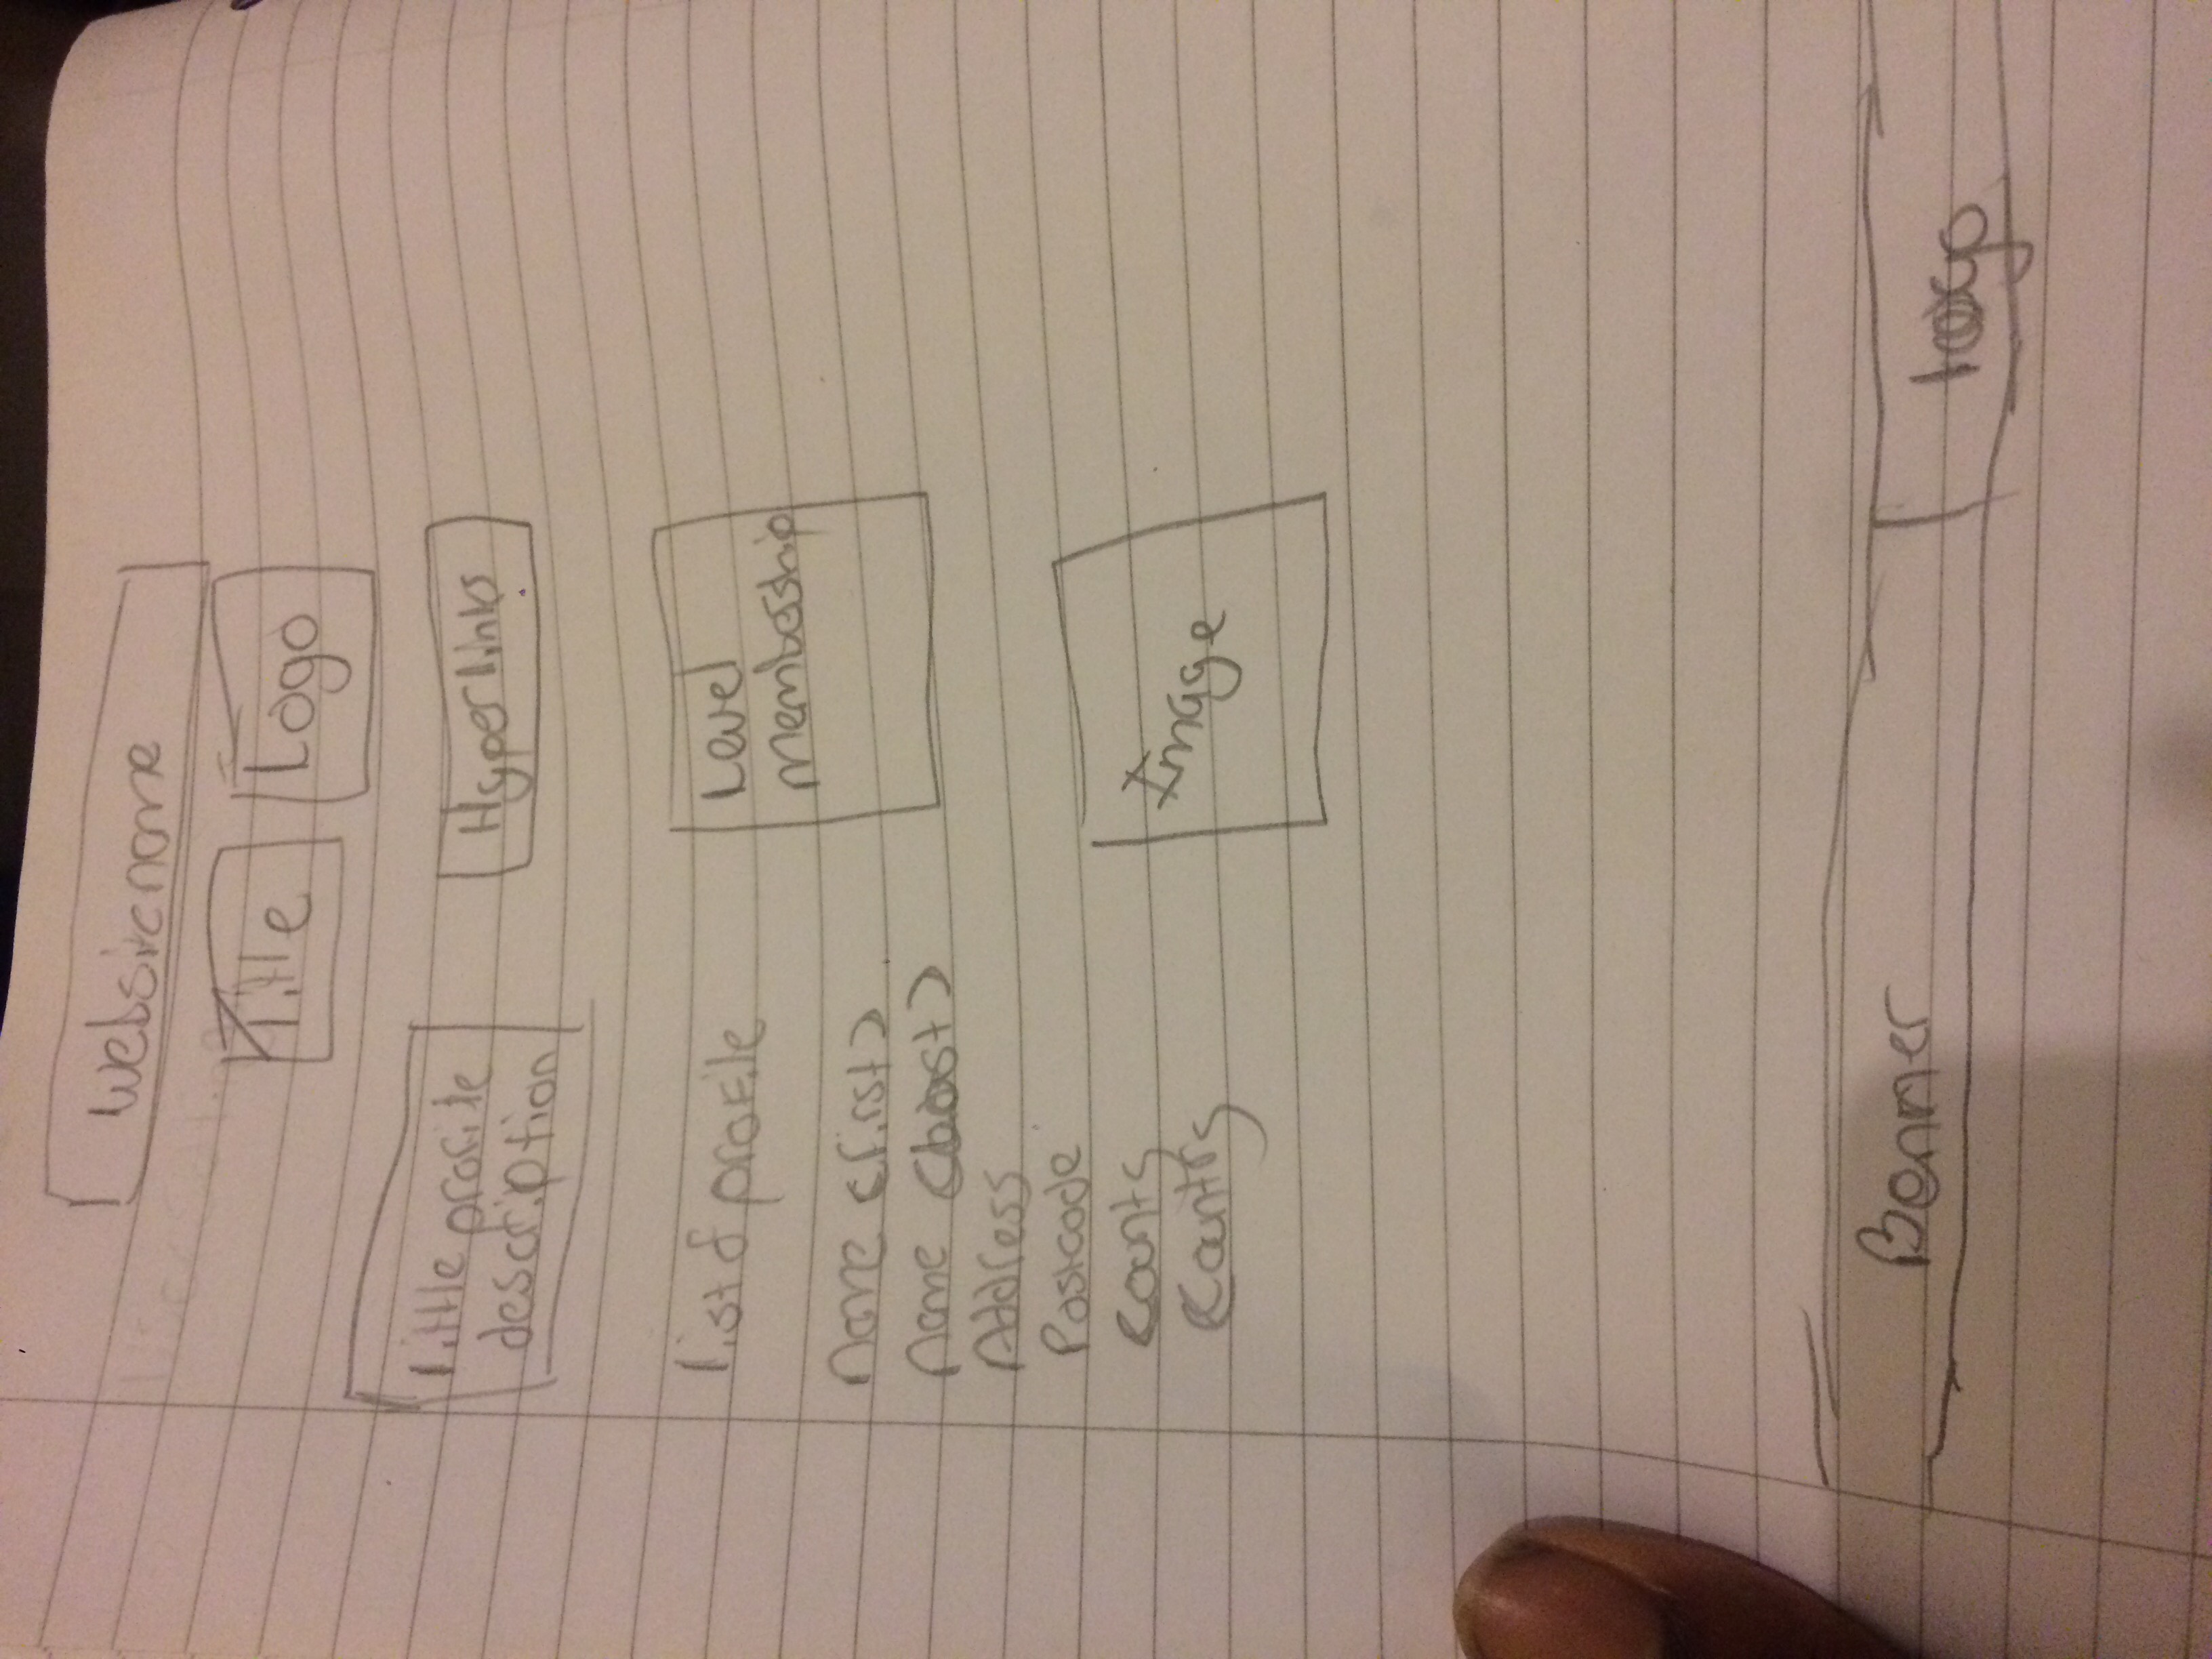 Websitename
Title
Logo
Little profile
description
Hyperlinks
list of profile
Level
membership
name (first)
name (last)
Address
Postcode
County
Country
Image
Benner
logo